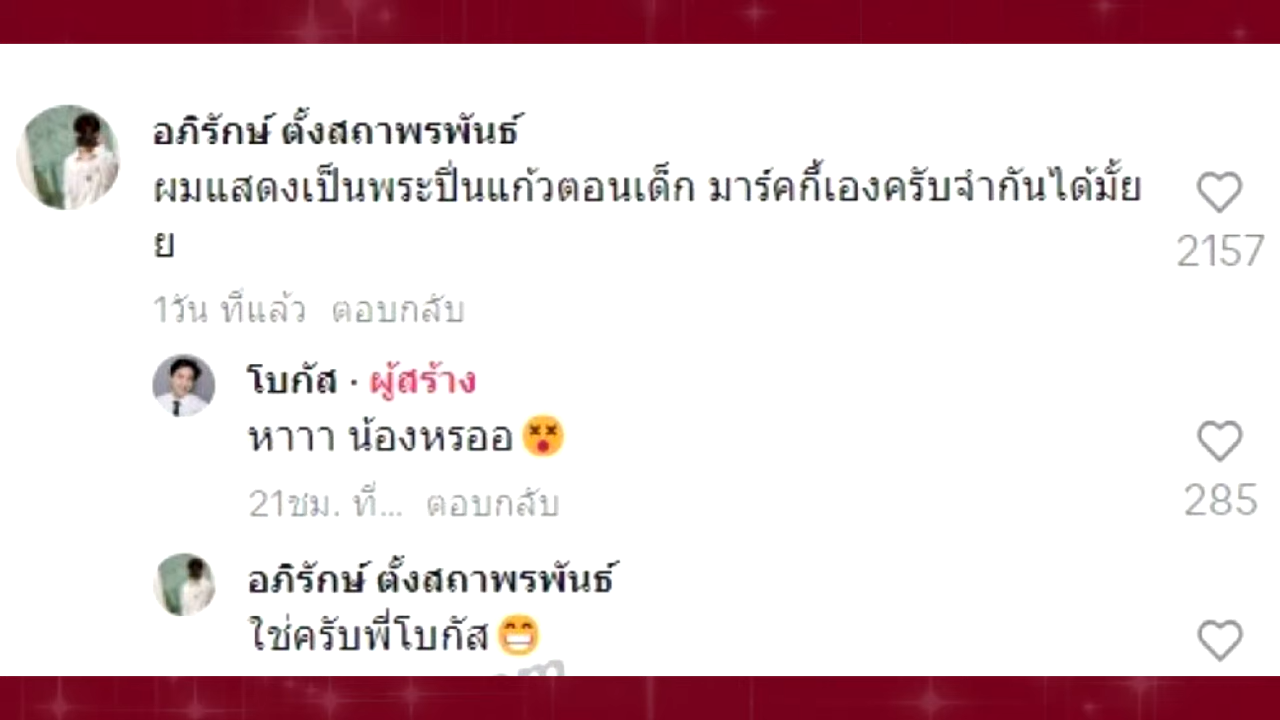 อภิรักษ์ ตั้งสถาพรพันธ์
ผมแสดงเป็นพระปิ่นแก้วตอนเด็ก มาร์คกี้เองครับจำกันได้มั้ย
ย
2157
1วัน ที่แล้ว ตอบกลับ
โบกัส · ผู้สร้าง
หาาา น้องหรออ 😵
285
21ชม. ที่... ตอบกลับ
อภิรักษ์ ตั้งสถาพรพันธ์
ใช่ครับพี่โบกัส 😁